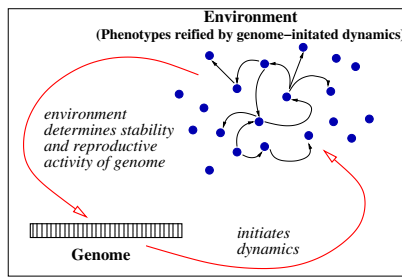 Environment
(Phenotypes reified by genome−initated dynamics)
environment
determines stability
and reproductive
activity of genome
initiates
dynamics
Genome